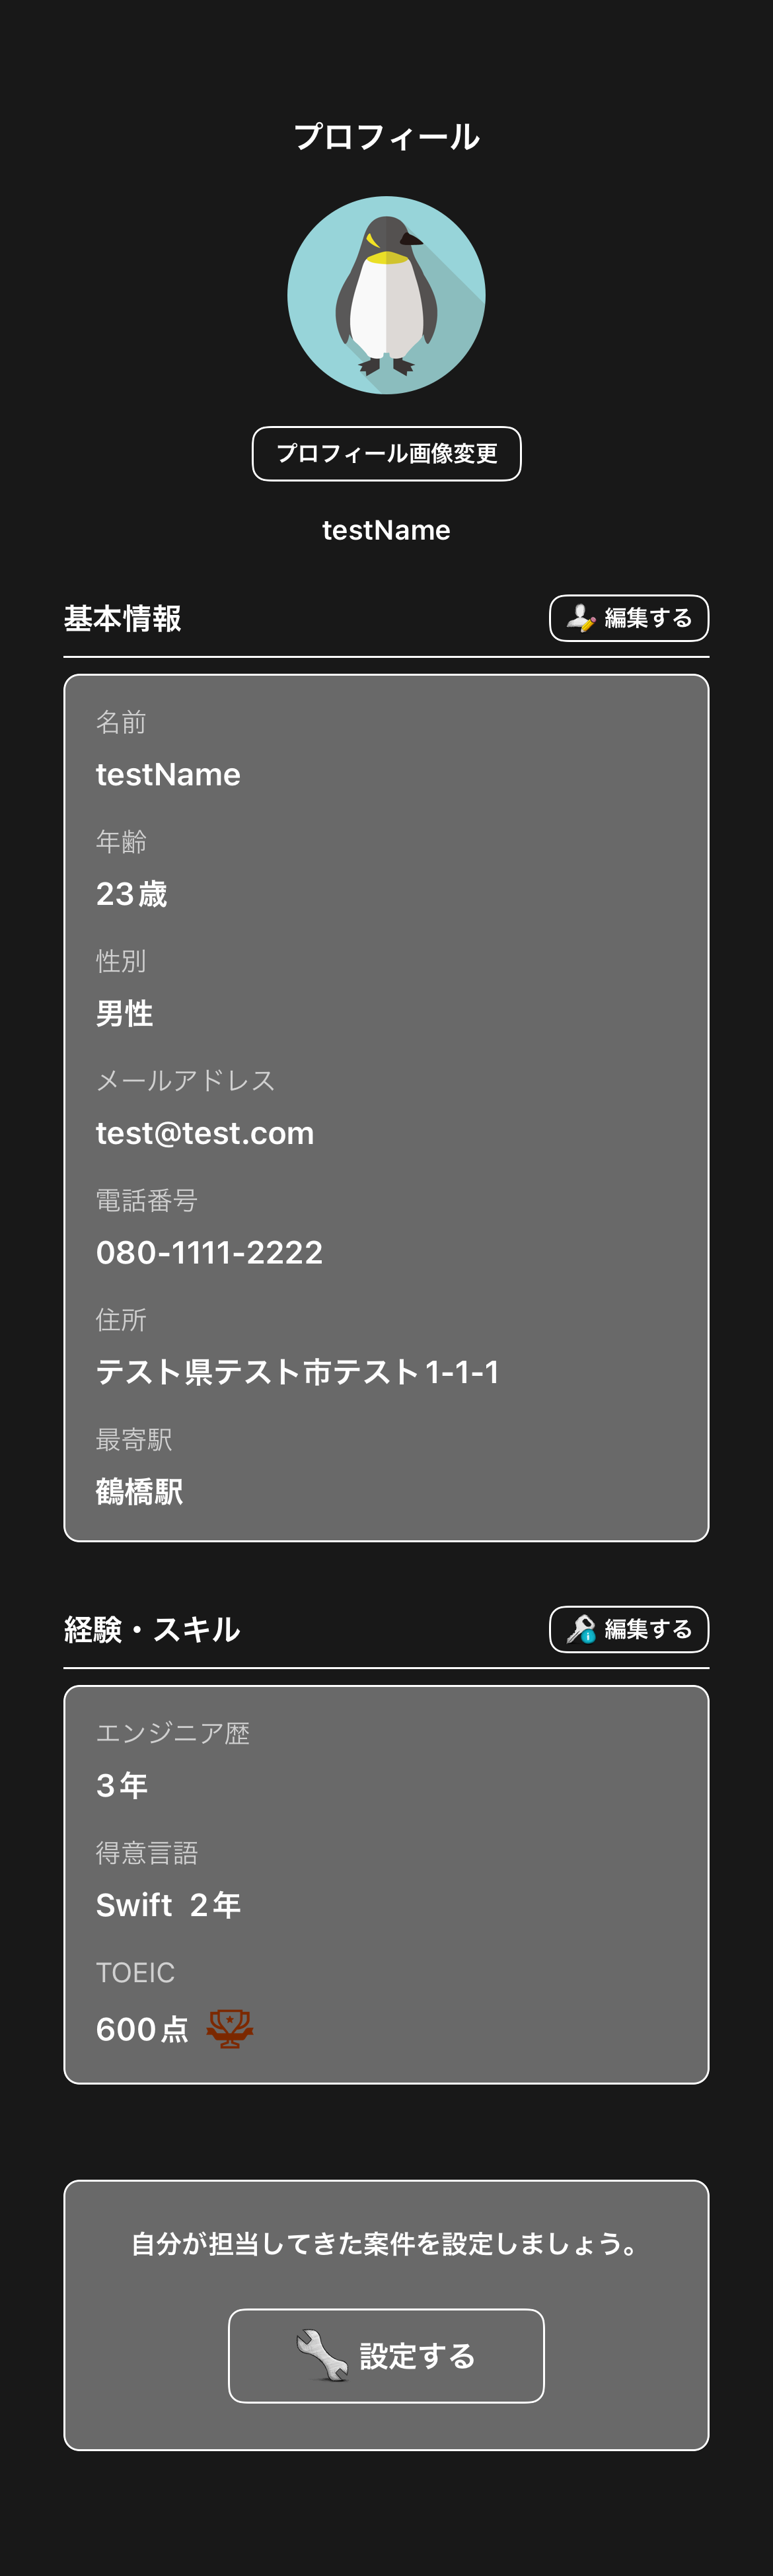 プロフィール
プロフィール画像変更
testName
基本情報
編集する
名前
testName
年齢
23歳
性別
男性
メールアドレス
test@test.com
電話番号
080-1111-2222
住所
テスト県テスト市テスト1-1-1
最寄駅
鶴橋駅
経験・スキル
編集する
エンジニア歴
3年
得意言語
Swift 2年
TOEIC
600点
自分が担当してきた案件を設定しましょう。
設定する